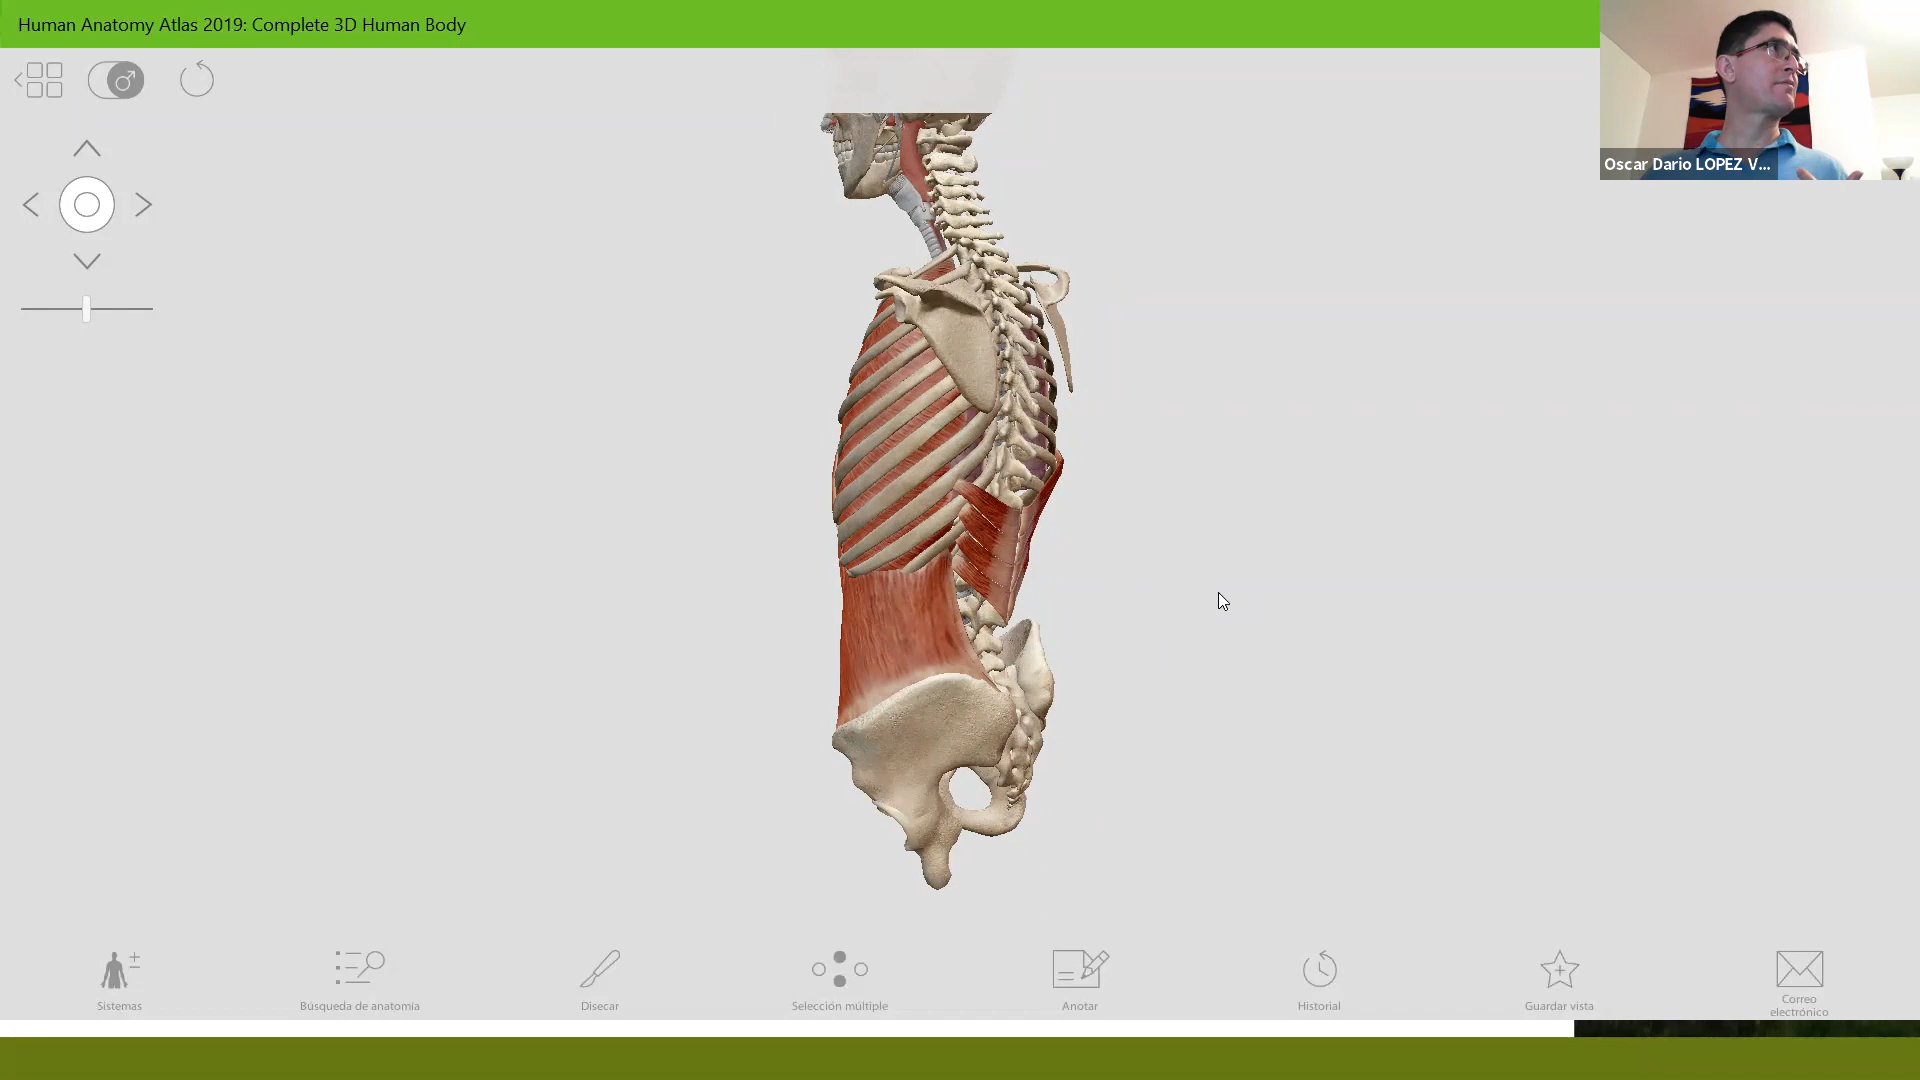 Human Anatomy Atlas 2019: Complete 3D Human Body
Oscar Dario LOPEZ V...
Sistemas
Búsqueda de anatomía
Disecar
Selección múltiple
Anotar
Historial
Guardar vista
Correo
electrónico